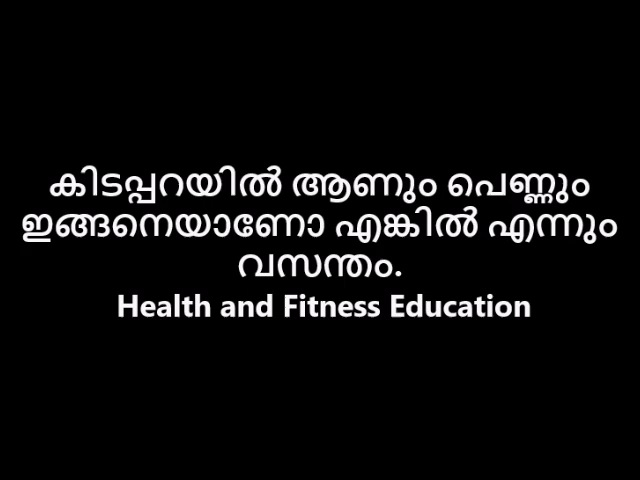 കിടപ്പറയിൽ ആണും പെണ്ണും
ഇങ്ങനെയാണോ എങ്കിൽ എന്നും
വസന്തം.
Health and Fitness Education